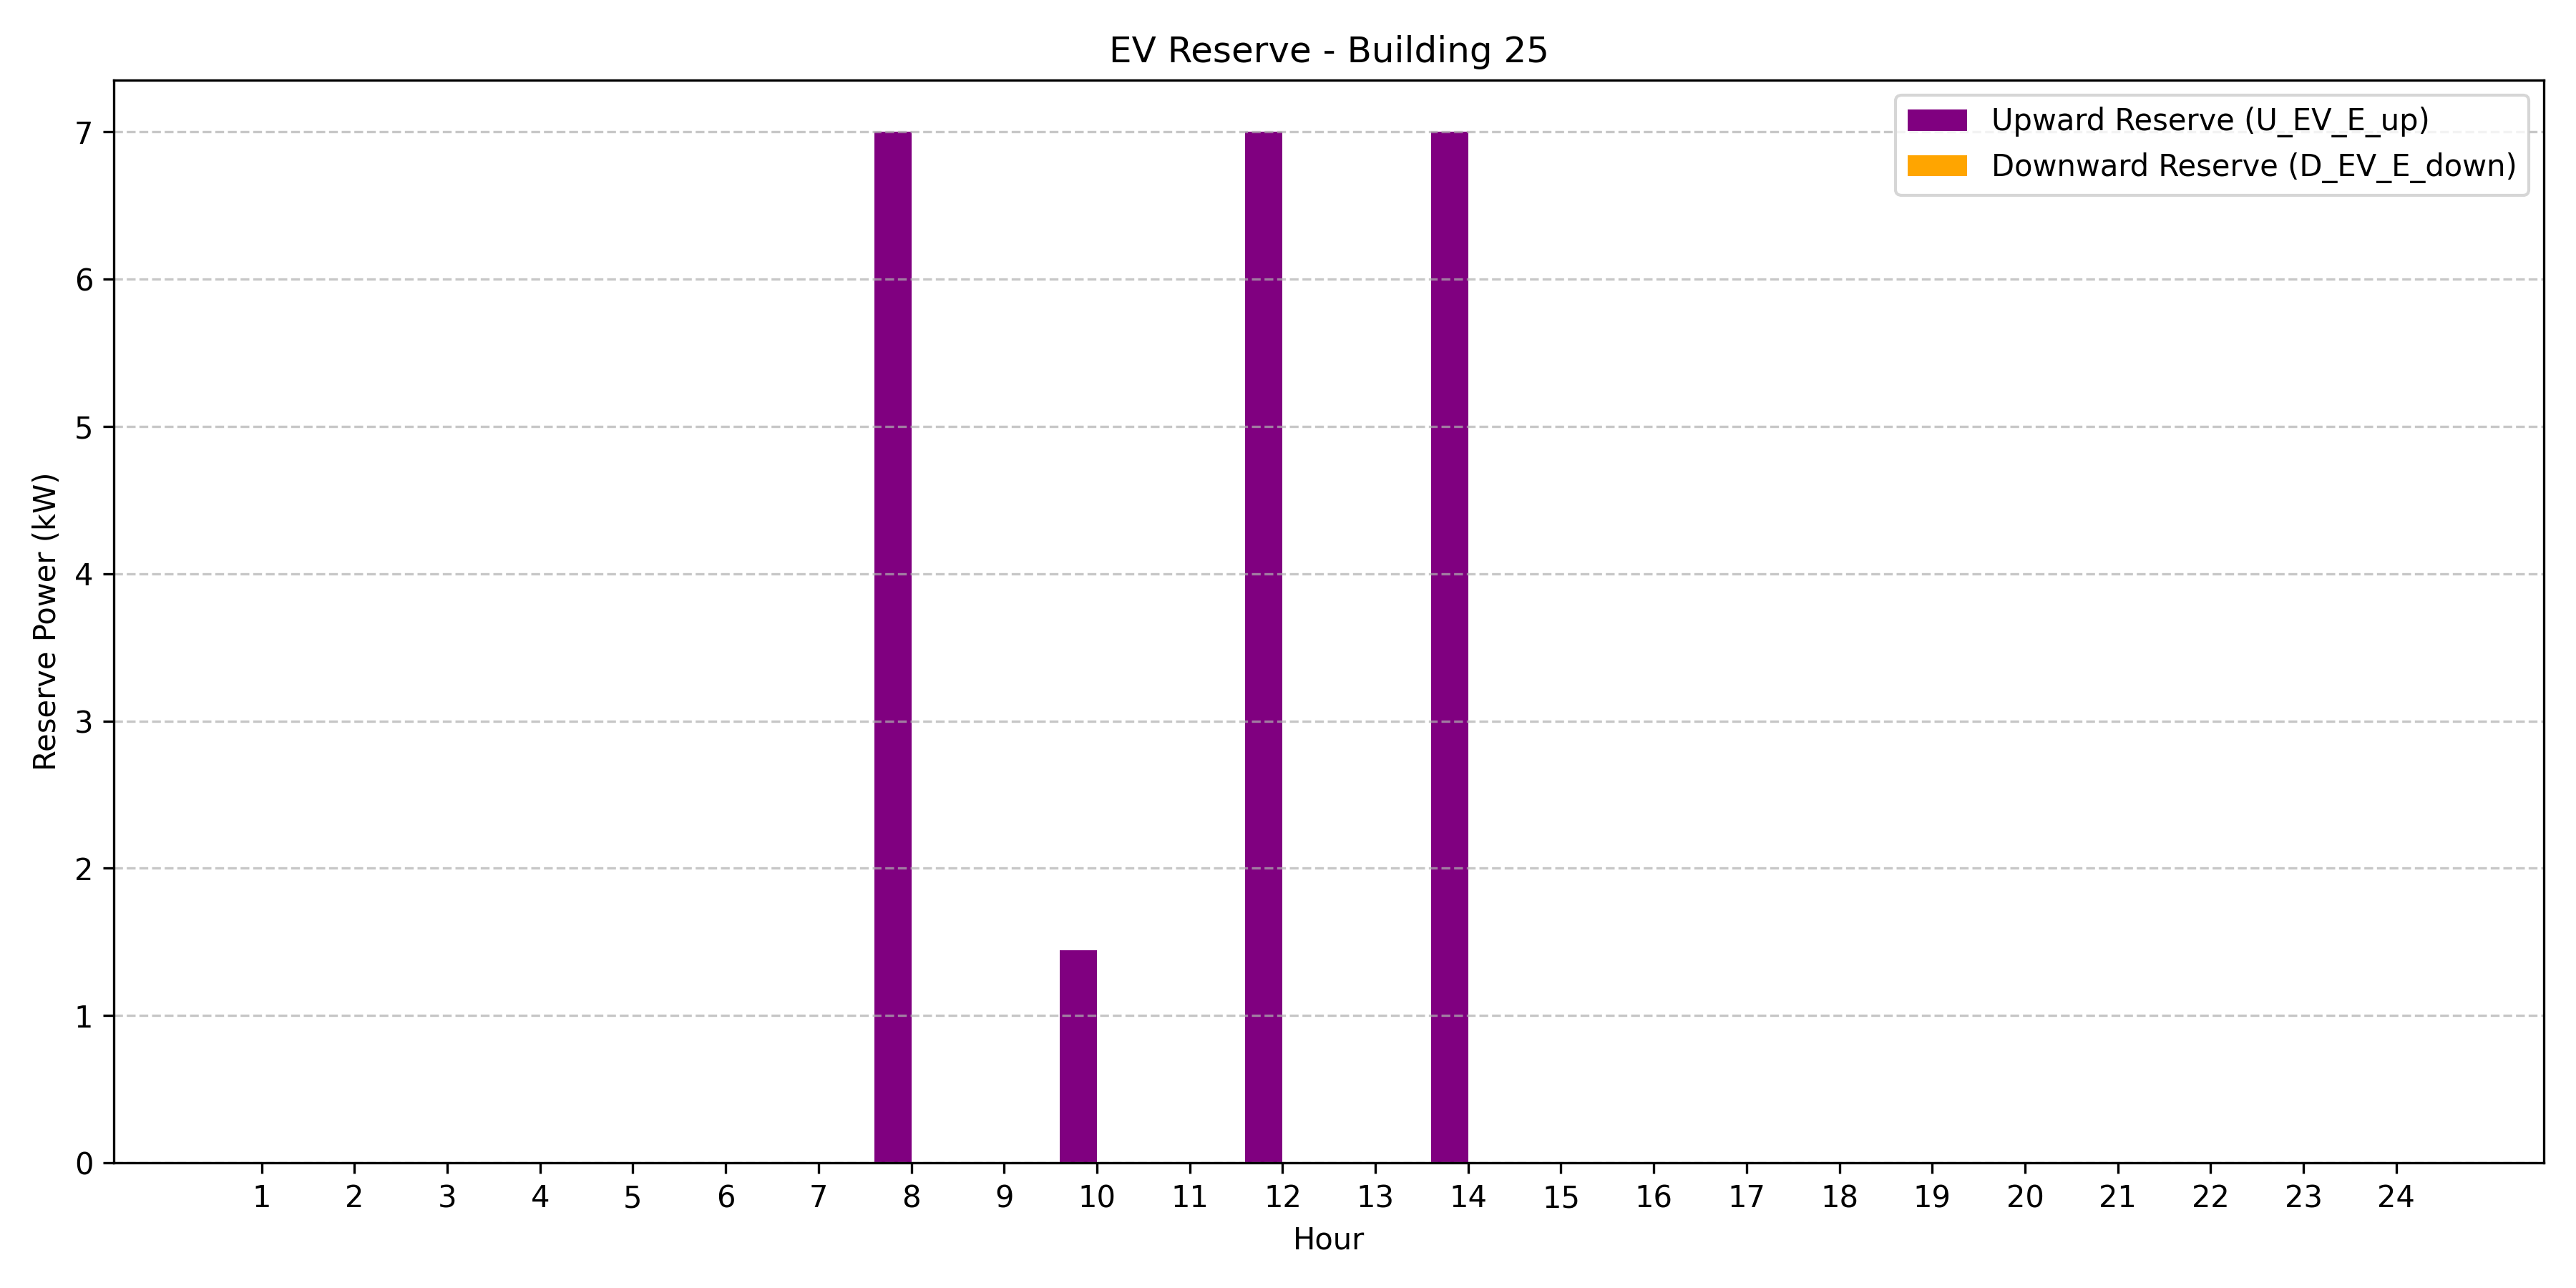 EV Reserve - Building 25
Upward Reserve (U_EV_E_up)
Downward Reserve (D_EV_E_down)
Reserve Power (kW)
7
6
5
4
3
2
1
0
1 2 3 4 5 6 7 8 9 10 11 12 13 14 15 16 17 18 19 20 21 22 23 24
Hour